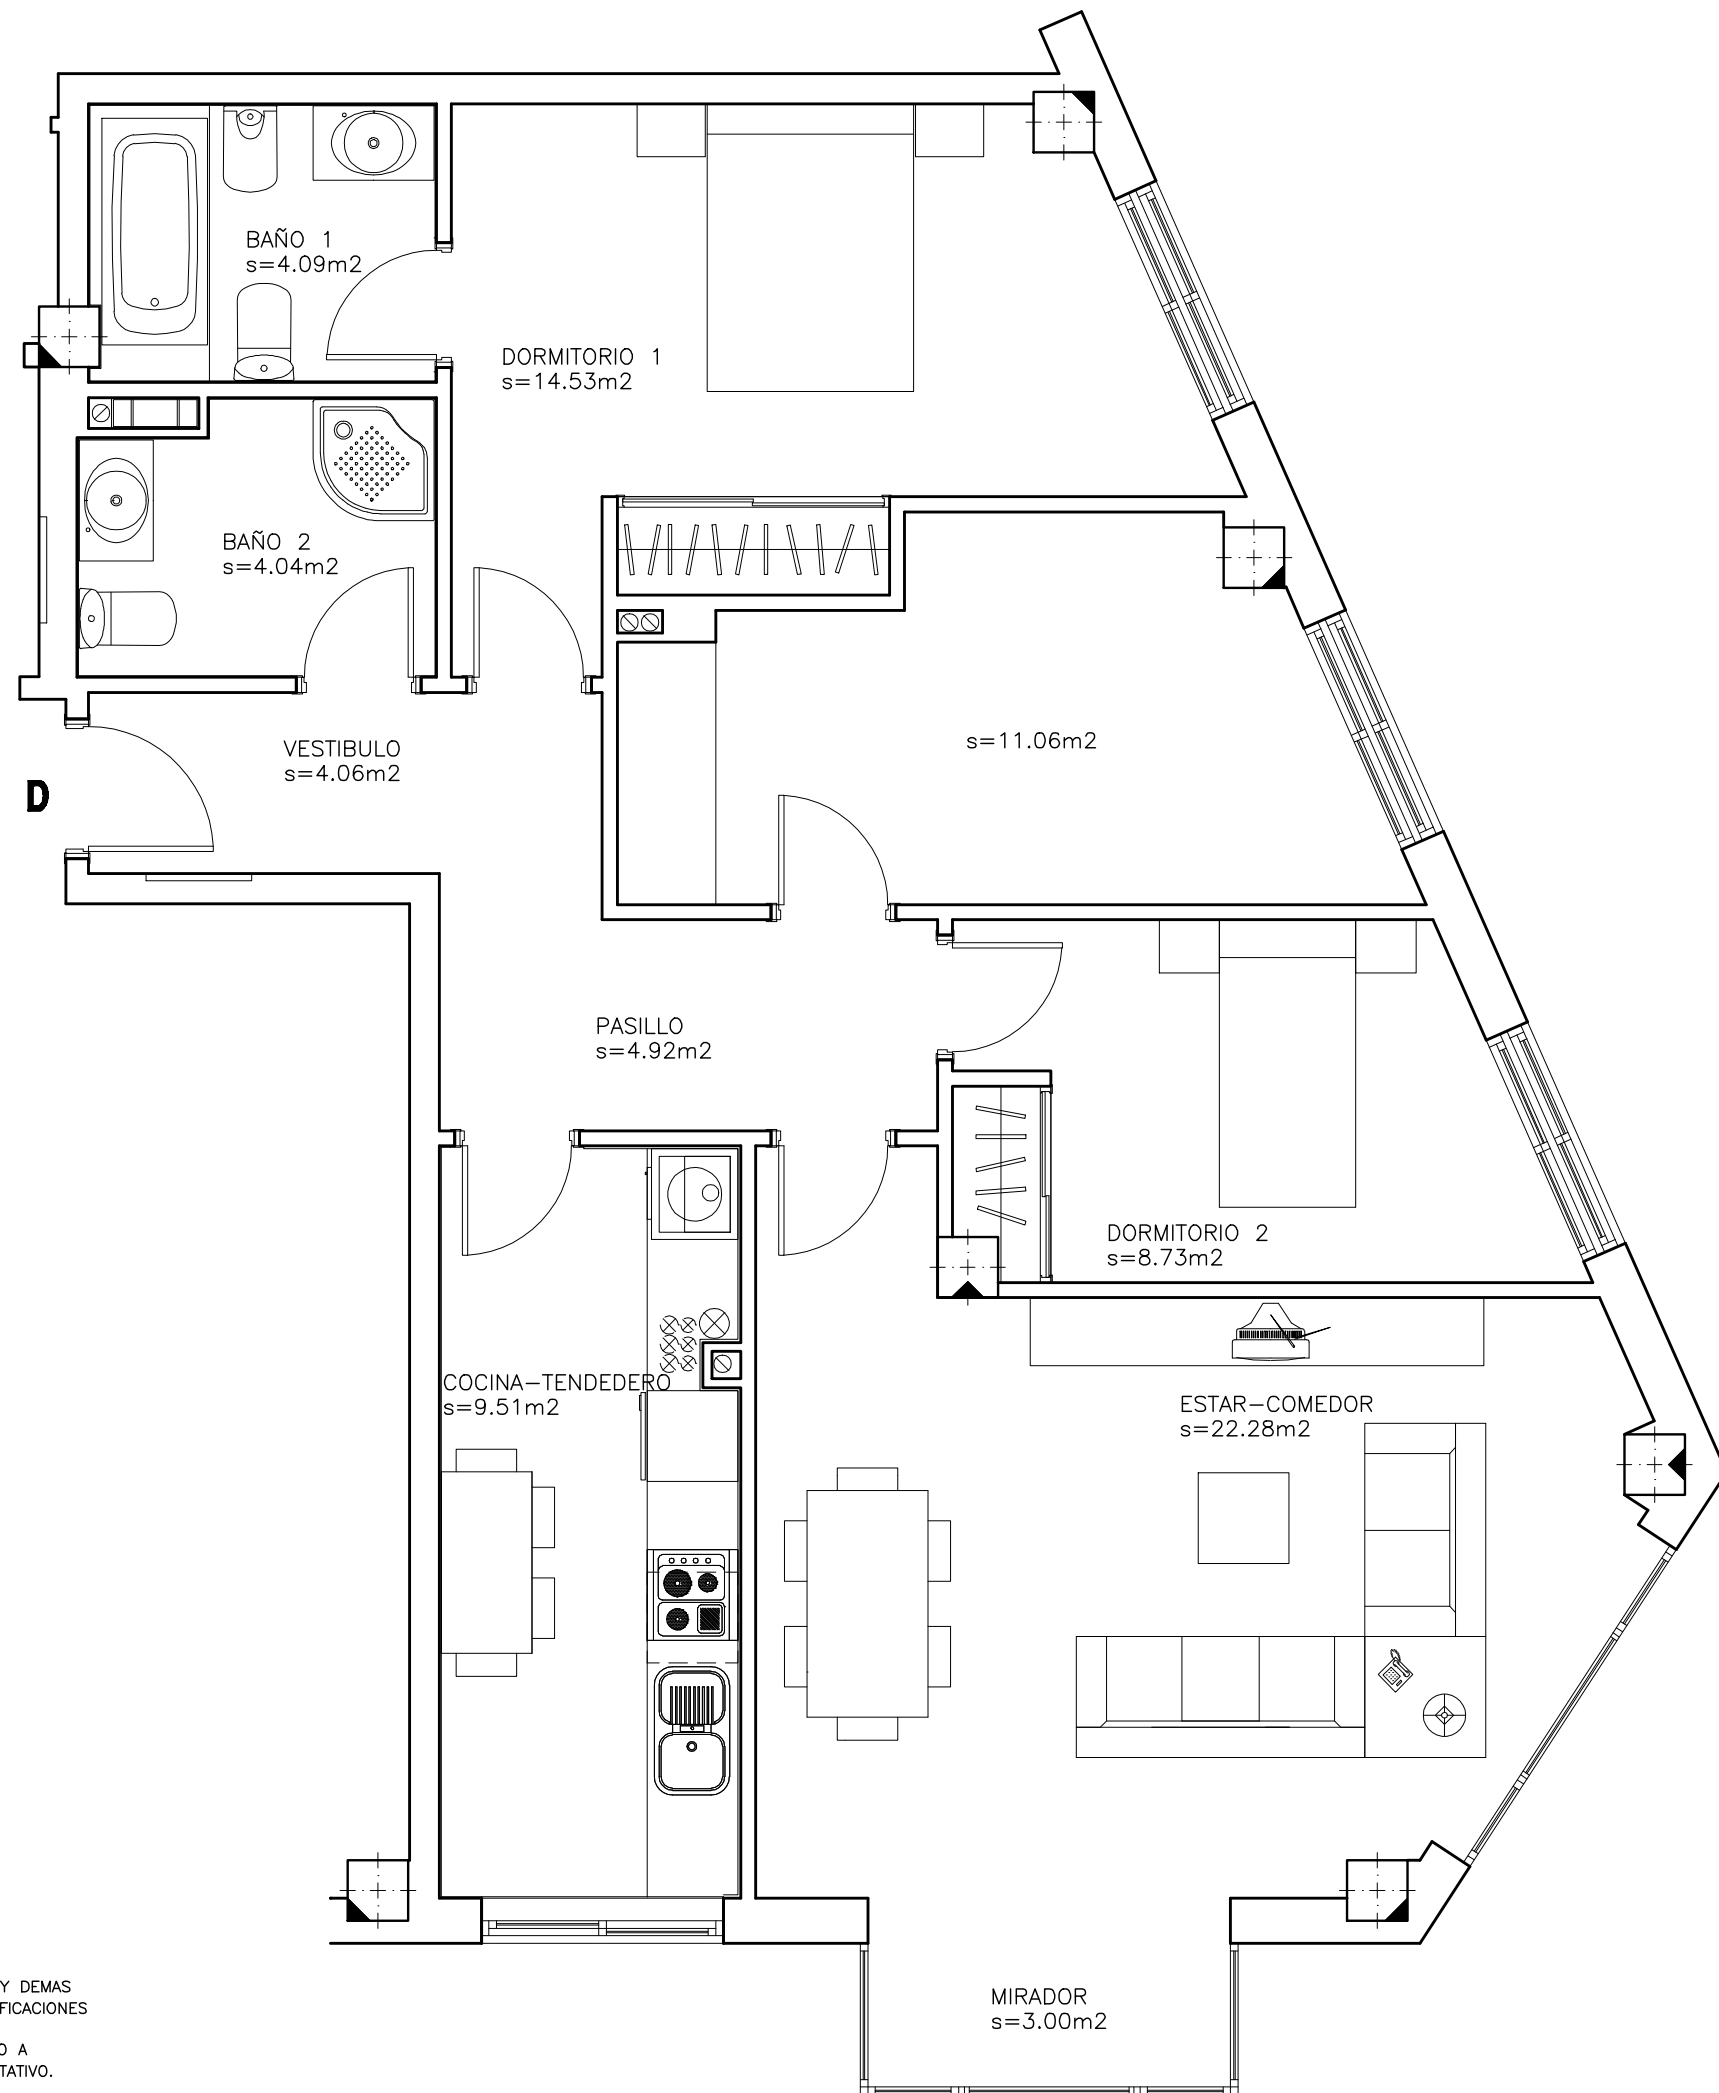 BAÑO 1
s=4.09m2
DORMITORIO 1
s=14.53m2
BAÑO 2
s=4.04m2
VESTIBULO
s=4.06m2
s=11.06m2
D
PASILLO
s=4.92m2
DORMITORIO 2
s=8.73m2
COCINA-TENDEDERO
s=9.51m2
ESTAR-COMEDOR
s=22.28m2
MIRADOR
s=3.00m2
Y DEMAS
FICACIONES
O A
TATIVO.